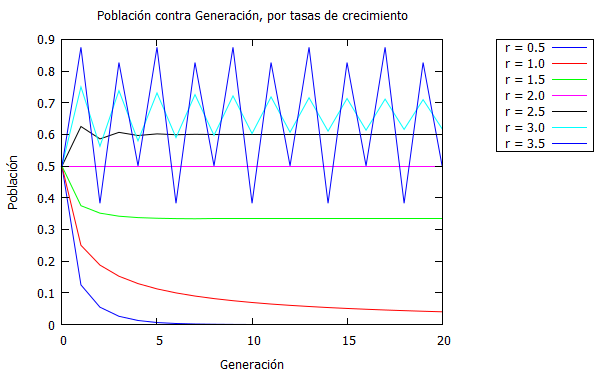 Población contra Generación, por tasas de crecimiento
0.9
0.8
0.7
0.6
0.5
0.4
0.3
0.2
0.1
0
Población
0 5 10 15 20
Generación
r = 0.5
r = 1.0
r = 1.5
r = 2.0
r = 2.5
r = 3.0
r = 3.5